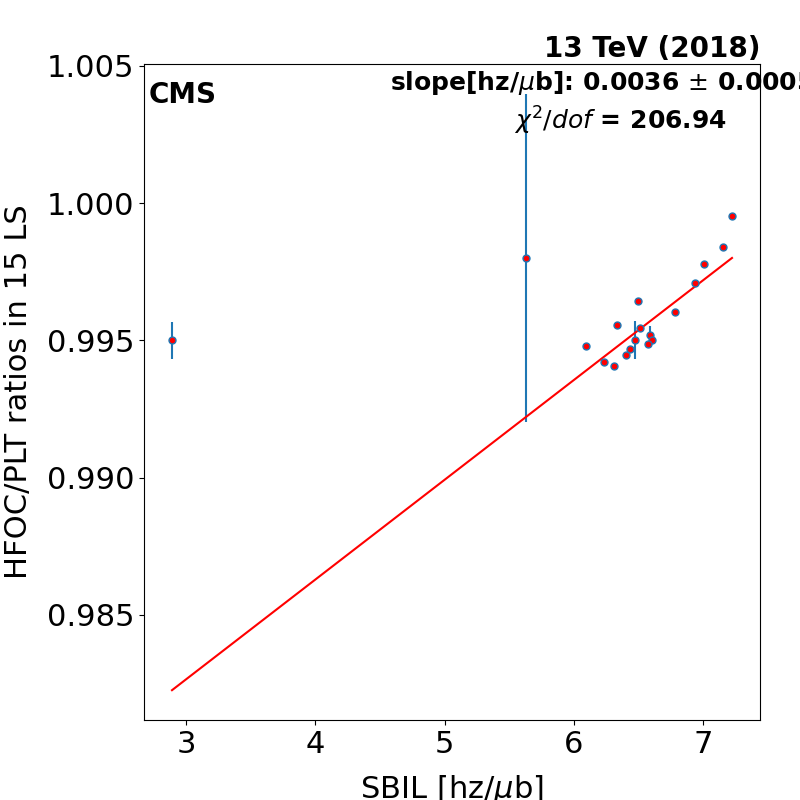 13 TeV (2018)
CMS
slope[hz/μb]: 0.0036 ± 0.0005
χ²/dof = 206.94
1.005
1.000
0.995
0.990
0.985
HFOC/PLT ratios in 15 LS
3 4 5 6 7
SBIL [hz/μb]